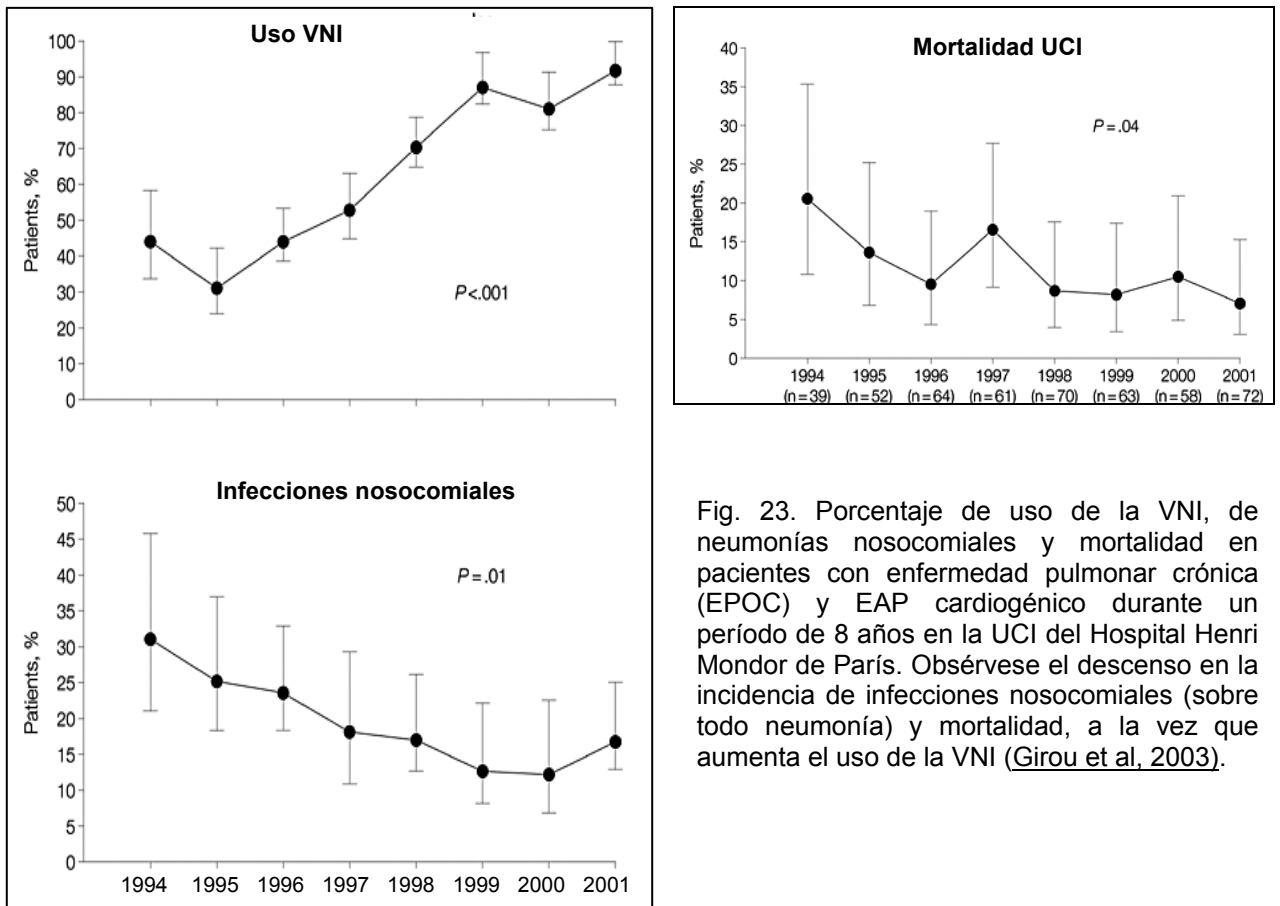 Uso VNI
100
90
80
70
60
50
40
30
20
10
0
Patients, %
P<.001
Infecciones nosocomiales
50
45
40
35
30
25
20
15
10
5
0
Patients, %
P=.01
1994 1995 1996 1997 1998 1999 2000 2001
Mortalidad UCI
40
35
30
25
20
15
10
5
0
Patients, %
P=.04
1994 1995 1996 1997 1998 1999 2000 2001
(n=39) (n=52) (n=64) (n=61) (n=70) (n=63) (n=58) (n=72)
Fig. 23. Porcentaje de uso de la VNI, de
neumonías nosocomiales y mortalidad en
pacientes con enfermedad pulmonar crónica
(EPOC) y EAP cardiogénico durante un
período de 8 años en la UCI del Hospital Henri
Mondor de París. Obsérvese el descenso en la
incidencia de infecciones nosocomiales (sobre
todo neumonía) y mortalidad, a la vez que
aumenta el uso de la VNI (Girou et al, 2003).